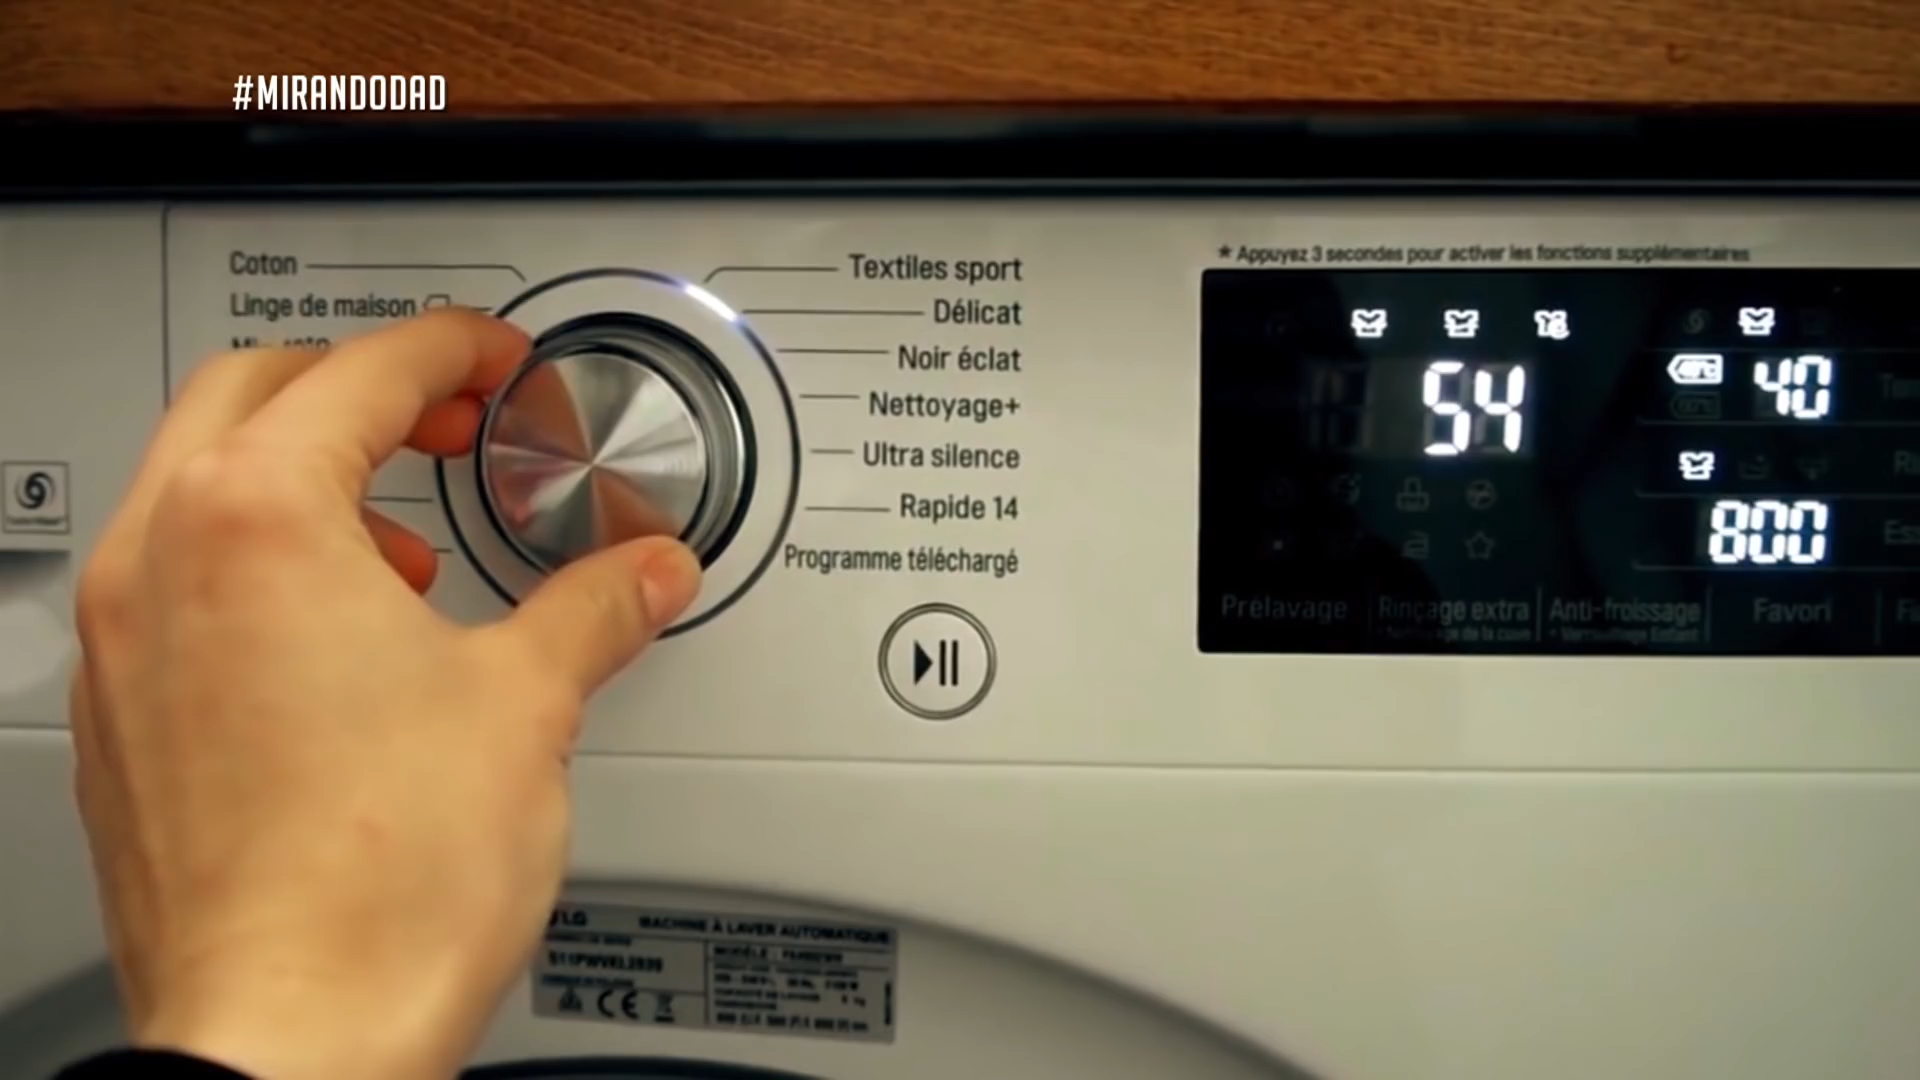 #MIRANDODAD
Coton
Linge de maison
Textiles sport
Délicat
Noir éclat
Nettoyage+
Ultra silence
Rapide 14
Programme téléchargé
* Appuyez 3 secondes pour activer les fonctions supplémentaires
54
40
800
Prélavage
Rinçage extra
Anti-froissage
Favori
LG
MACHINE À LAVER AUTOMATIQUE
CE